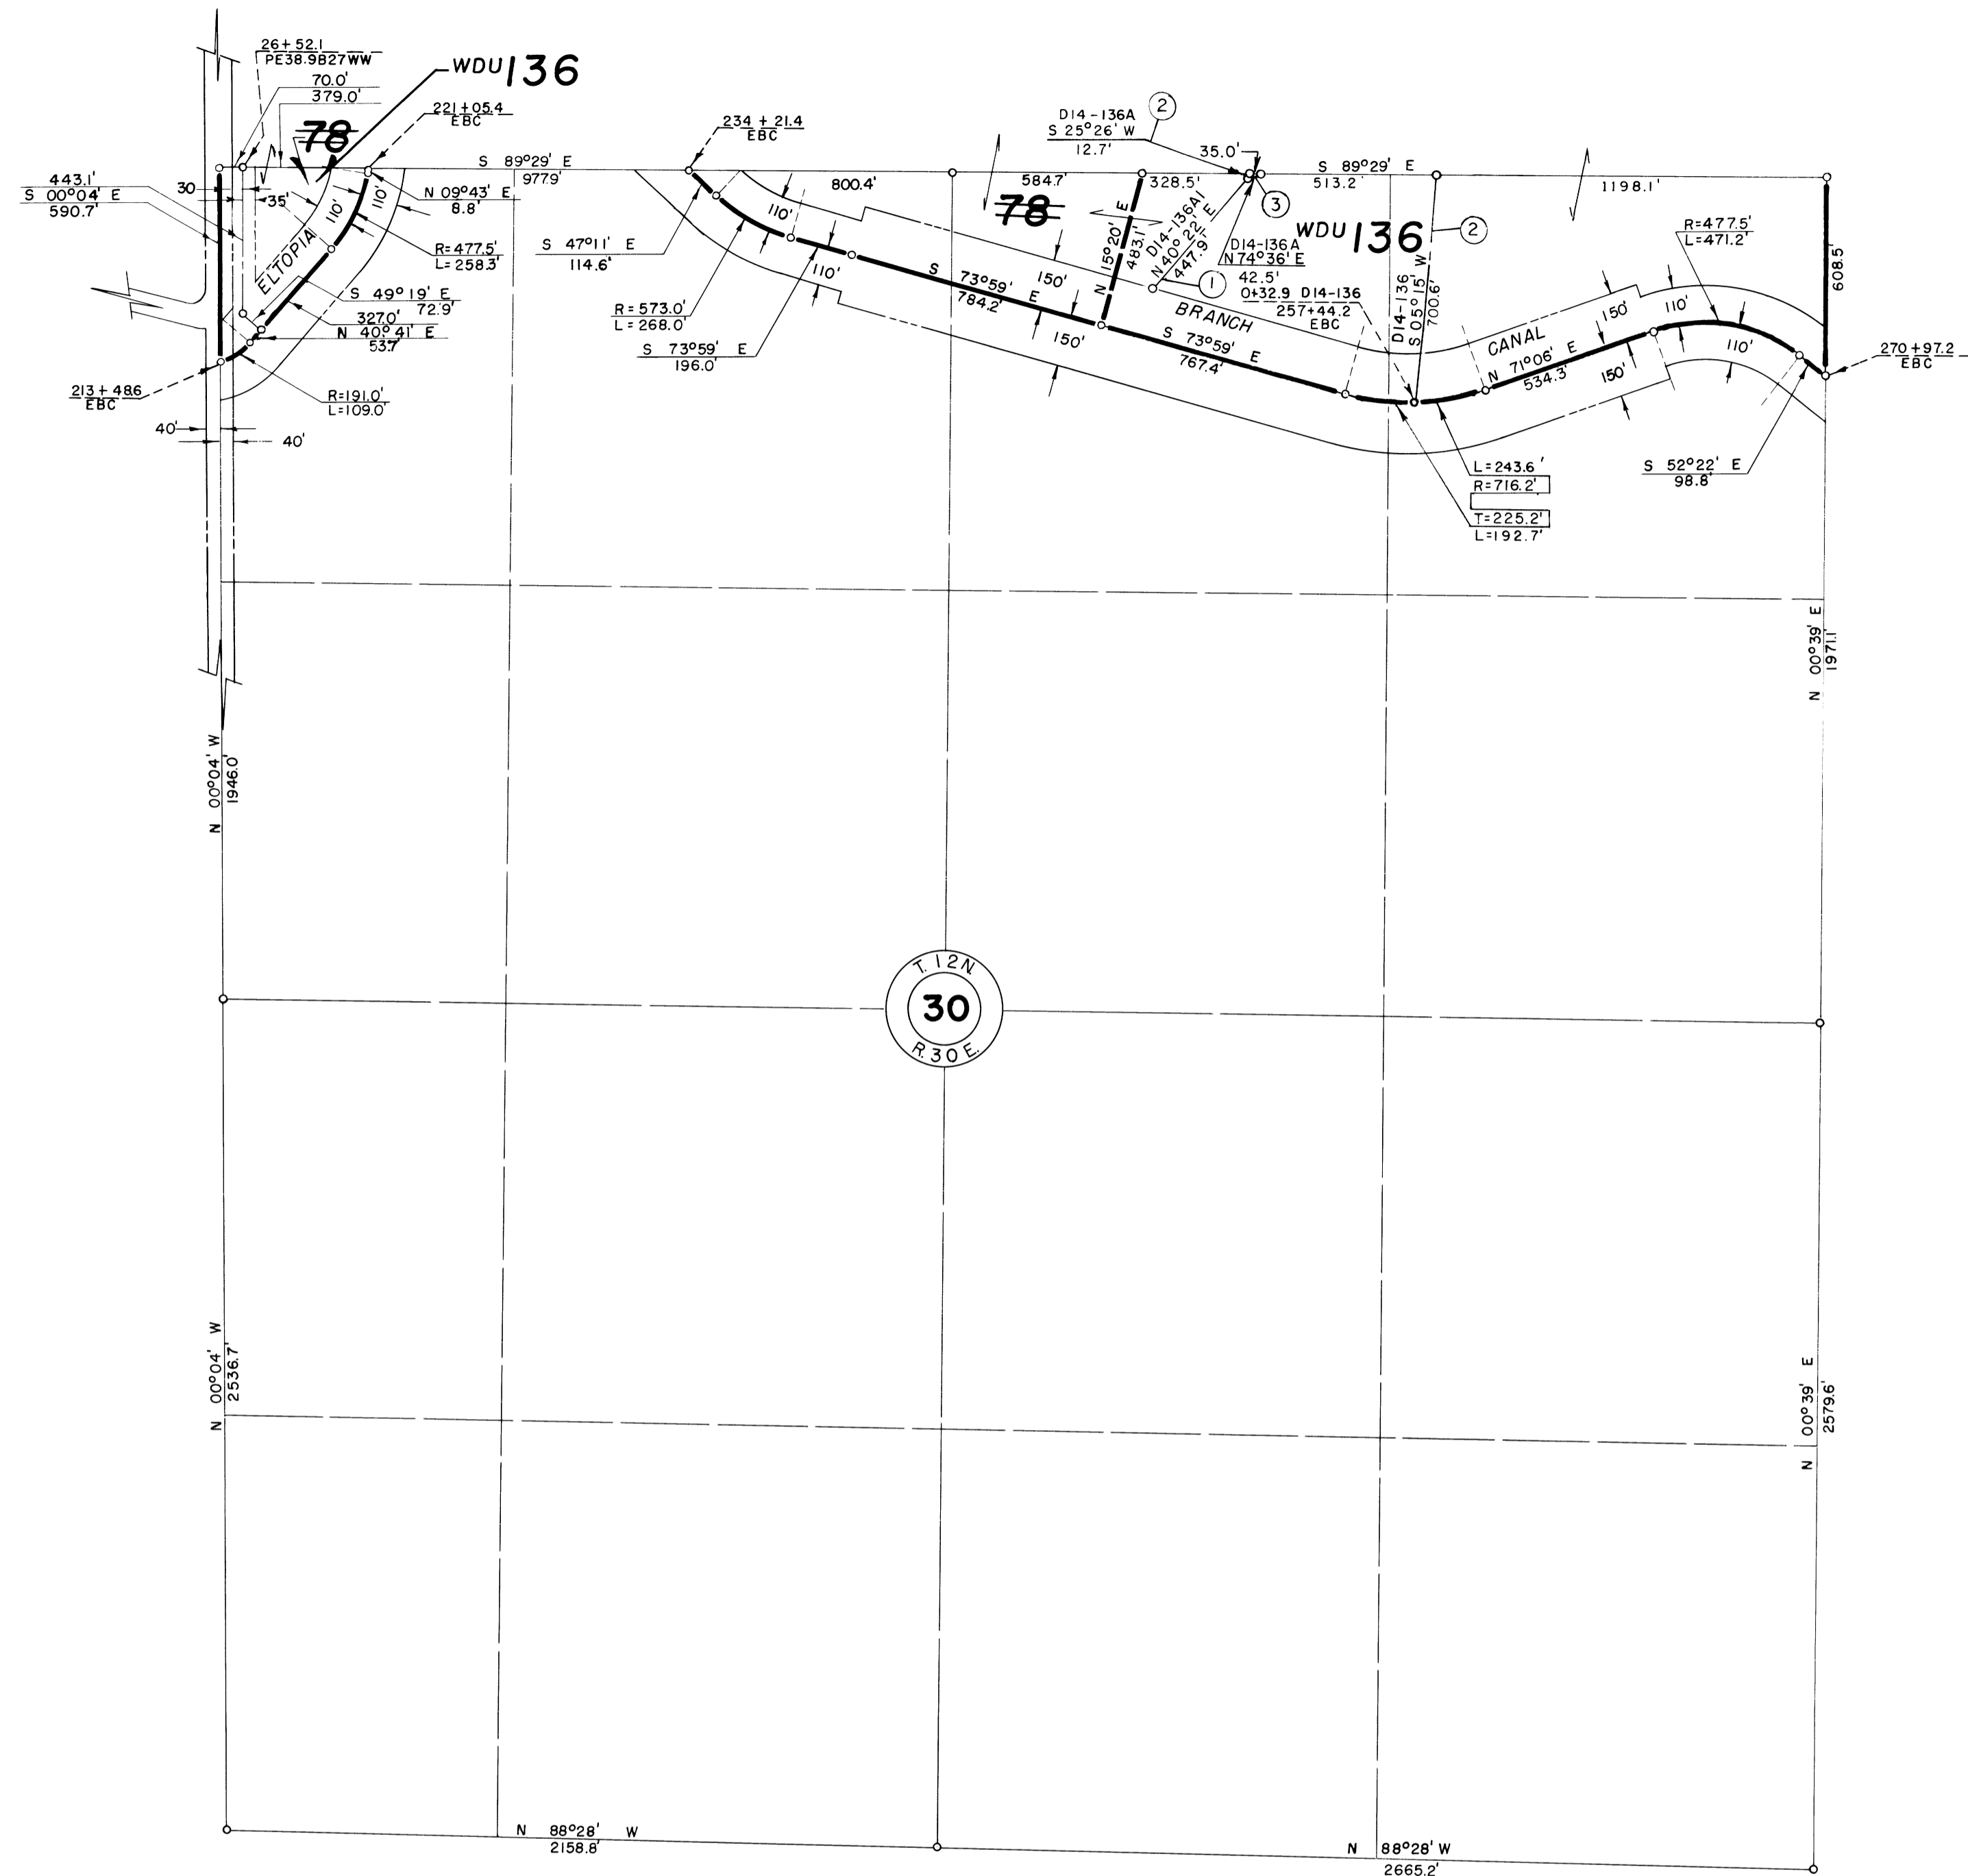 26+52.1
PE38.9B27WW
70.0'
379.0'
WDU 136
78
221+05.4
EBC
234+21.4
EBC
D14-136A
S 25°26' W
12.7'
2
35.0'
443.1'
S 00°04' E
590.7'
30
35'
110'
110'
ELTOPIA
S 89°29' E
977.9'
N 09°43' E
8.8'
R=477.5'
L=258.3'
S 49°19' E
72.9'
327.0'
N 40°41' E
53.7'
R=191.0'
L=109.0'
213+48.6
EBC
40'
40'
S 47°11' E
114.6'
R=573.0'
L=268.0'
S 73°59' E
196.0'
110'
110'
800.4'
584.7'
78
328.5'
S 89°29' E
513.2'
1198.1'
3
N 15°20' E
483.1'
D14-136A1
N 40°22' E
447.9'
1
D14-136A
N 74°36' E
42.5'
WDU 136
2
0+32.9 D14-136
257+44.2
EBC
D14-136
S 05°15' W
700.6'
S 73°59' E
784.2'
150'
150'
BRANCH
S 73°59' E
767.4'
CANAL
N 71°06' E
534.3'
150'
150'
110'
110'
R=477.5'
L=471.2'
608.5'
270+97.2
EBC
S 52°22' E
98.8'
L=243.6'
R=716.2'
T=225.2'
L=192.7'
N 00°39' E
1971.1'
N 00°04' W
1946.0'
T. 12 N.
30
R. 30 E.
N 00°04' W
2536.7'
N 00°39' E
2579.6'
N 88°28' W
2158.8'
N 88°28' W
2665.2'